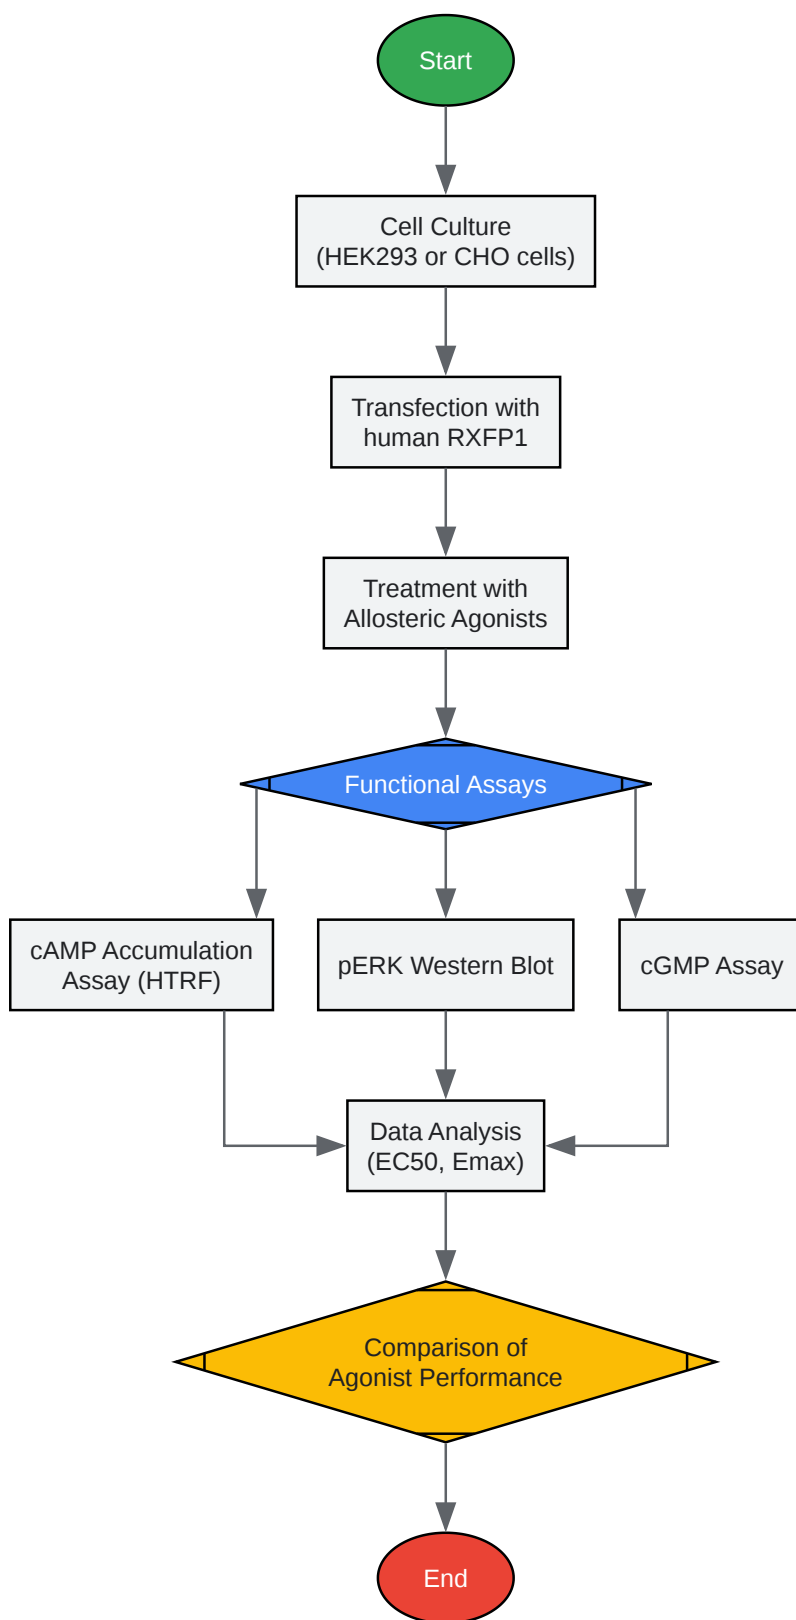 Start
Cell Culture
(HEK293 or CHO cells)
Transfection with
human RXFP1
Treatment with
Allosteric Agonists
Functional Assays
cAMP Accumulation
Assay (HTRF)
pERK Western Blot
cGMP Assay
Data Analysis
(EC50, Emax)
Comparison of
Agonist Performance
End